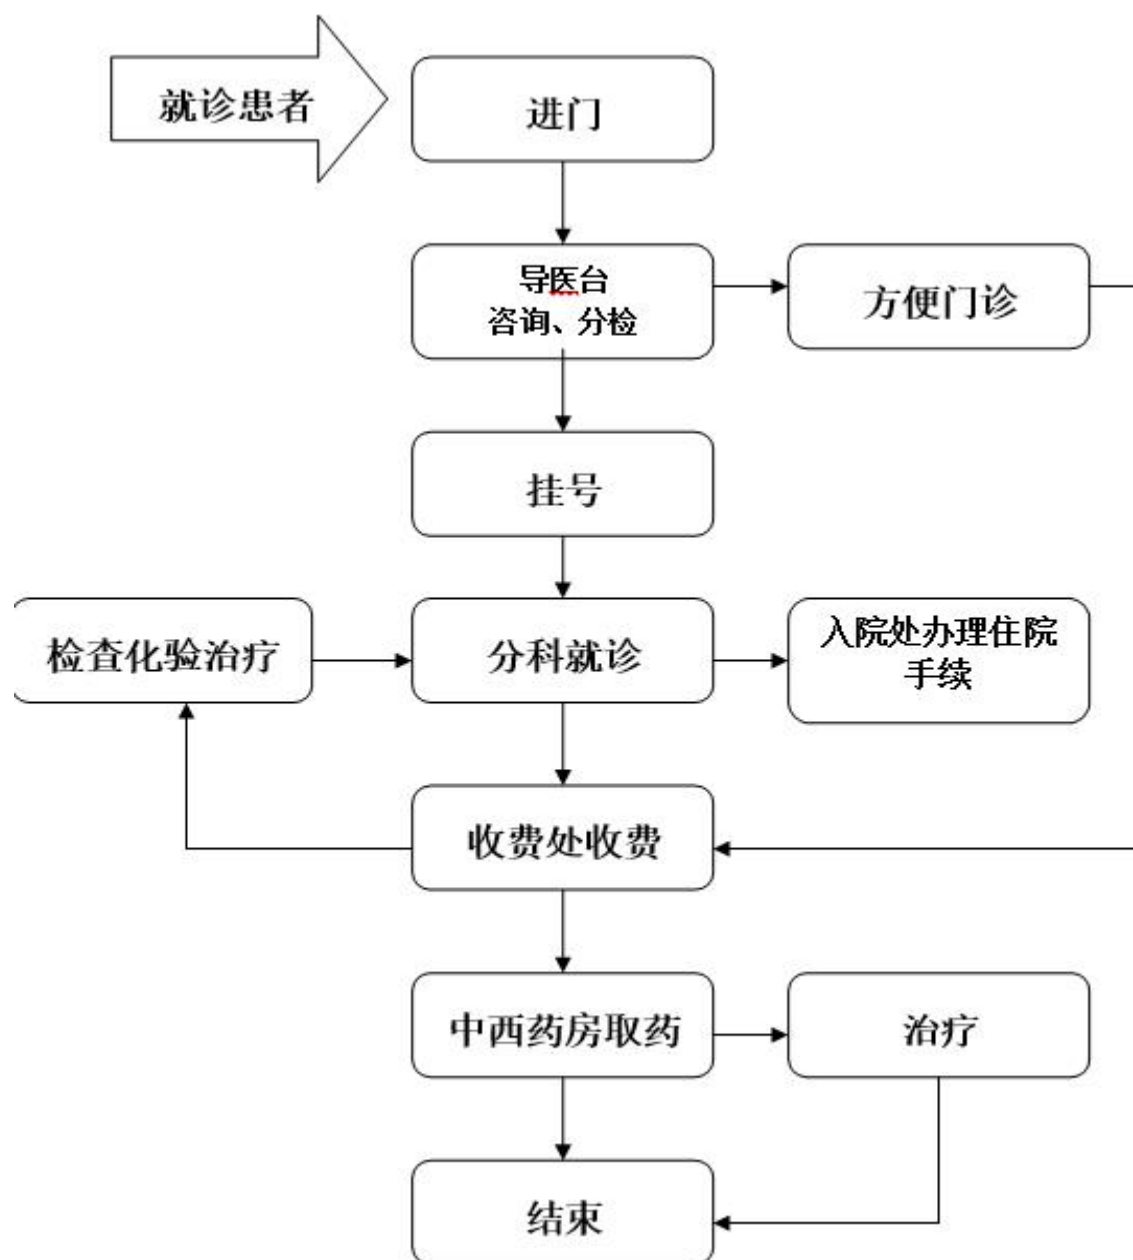 就诊患者
进门
导医台
咨询、分检
方便门诊
挂号
检查化验治疗
分科就诊
入院处办理住院
手续
收费处收费
中西药房取药
治疗
结束